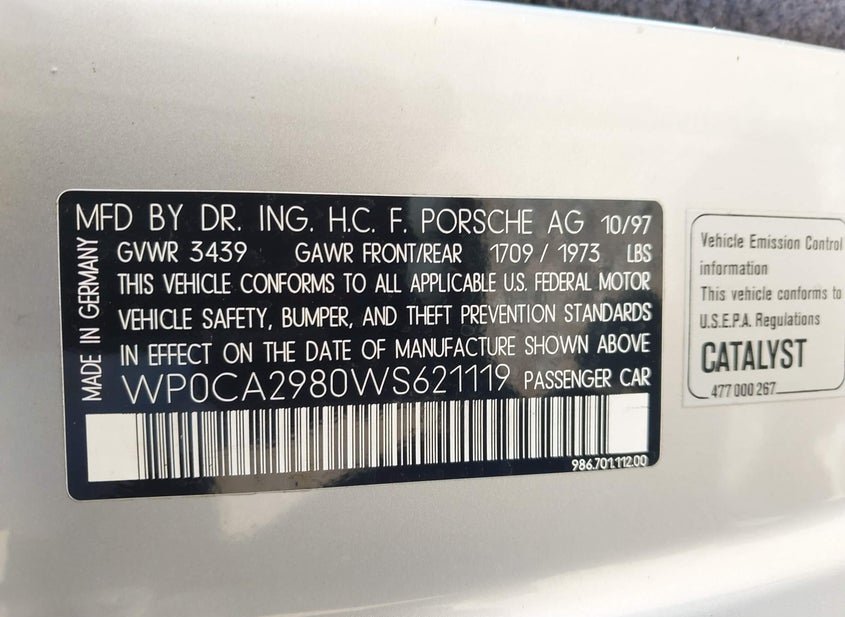 MFD BY DR. ING. H.C. F. PORSCHE AG 10/97
GVWR 3439 GAWR FRONT/REAR 1709 / 1973 LBS
THIS VEHICLE CONFORMS TO ALL APPLICABLE U.S. FEDERAL MOTOR
VEHICLE SAFETY, BUMPER, AND THEFT PREVENTION STANDARDS
IN EFFECT ON THE DATE OF MANUFACTURE SHOWN ABOVE
WP0CA2980WS621119 PASSENGER CAR
986.701.112.00
MADE IN GERMANY
Vehicle Emission Control
information
This vehicle conforms to
U.S.E.P.A. Regulations
CATALYST
477 000 267